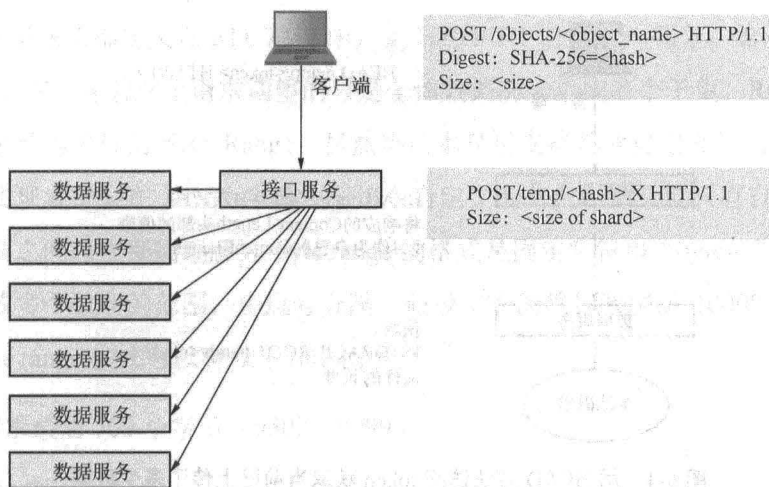 POST /objects/<object_name> HTTP/1.1
Digest: SHA-256=<hash>
Size: <size>
客户端
数据服务
接口服务
POST/temp/<hash>.X HTTP/1.1
Size: <size of shard>
数据服务
数据服务
数据服务
数据服务
数据服务